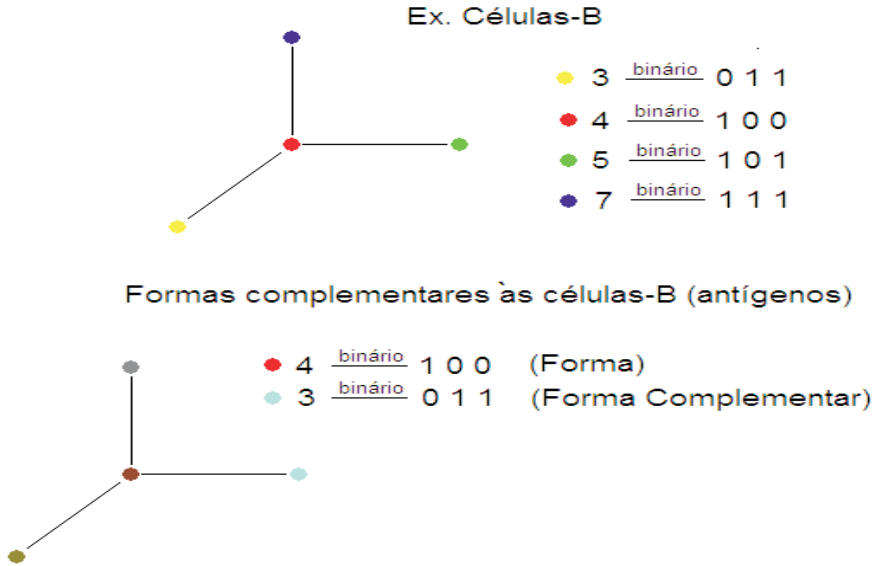 Ex. Células-B
3 binário 0 1 1
4 binário 1 0 0
5 binário 1 0 1
7 binário 1 1 1
Formas complementares às células-B (antígenos)
4 binário 1 0 0 (Forma)
3 binário 0 1 1 (Forma Complementar)